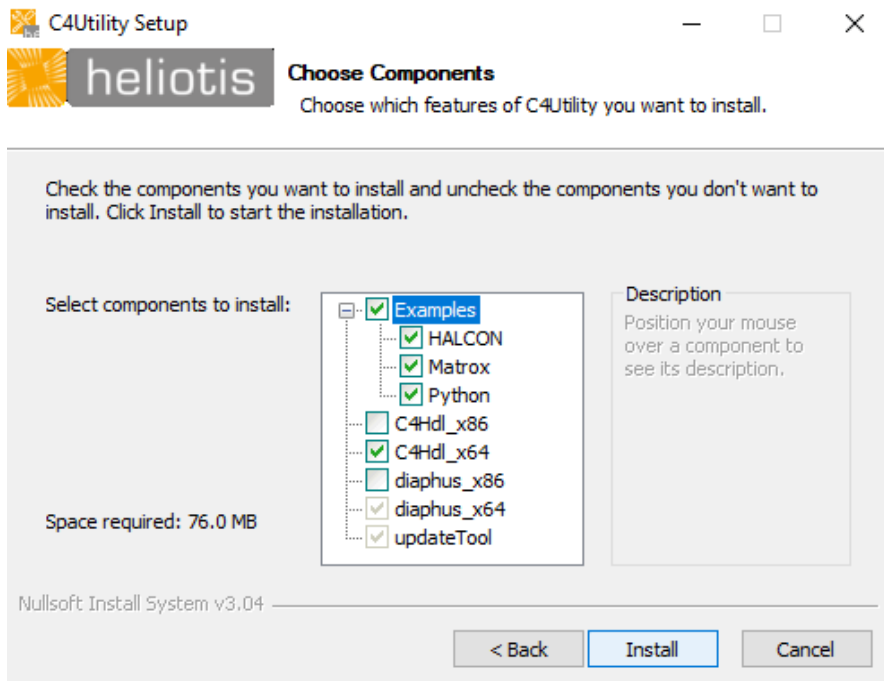 C4Utility Setup
heliotis
Choose Components
Choose which features of C4Utility you want to install.
Check the components you want to install and uncheck the components you don't want to
install. Click Install to start the installation.
Select components to install:
Examples
HALCON
Matrox
Python
C4Hdl_x86
C4Hdl_x64
diaphus_x86
diaphus_x64
updateTool
Description
Position your mouse
over a component to
see its description.
Space required: 76.0 MB
Nullsoft Install System v3.04
< Back
Install
Cancel